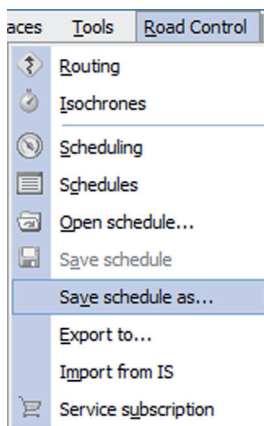 aces Tools Road Control
Routing
Isochrones
Scheduling
Schedules
Open schedule...
Save schedule
Save schedule as...
Export to...
Import from IS
Service subscription